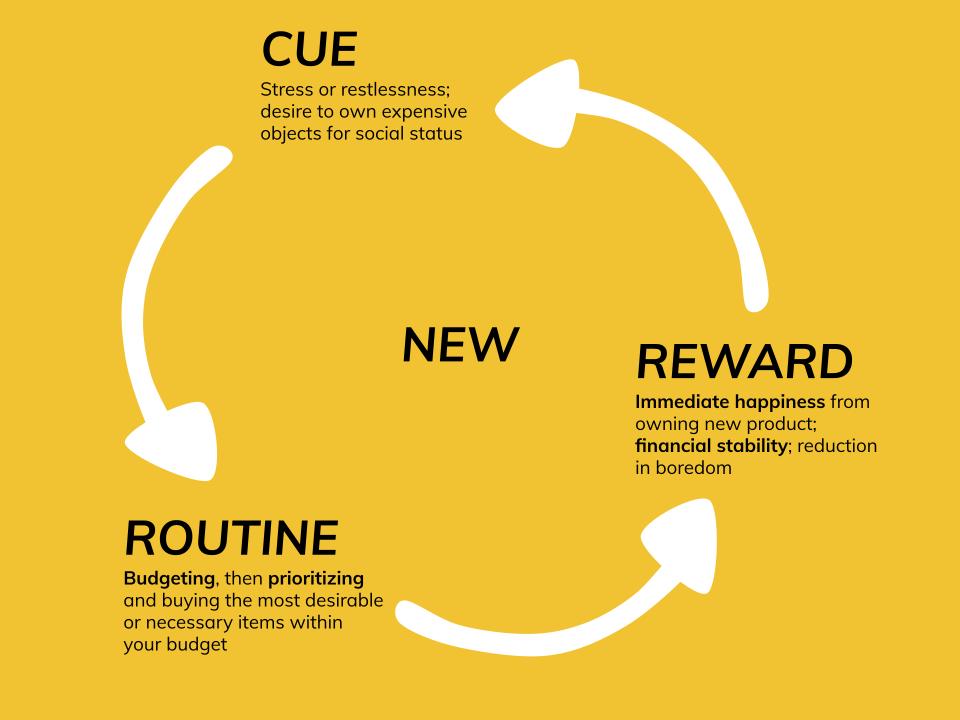 CUE
Stress or restlessness;
desire to own expensive
objects for social status
NEW
REWARD
Immediate happiness from
owning new product;
financial stability; reduction
in boredom
ROUTINE
Budgeting, then prioritizing
and buying the most desirable
or necessary items within
your budget